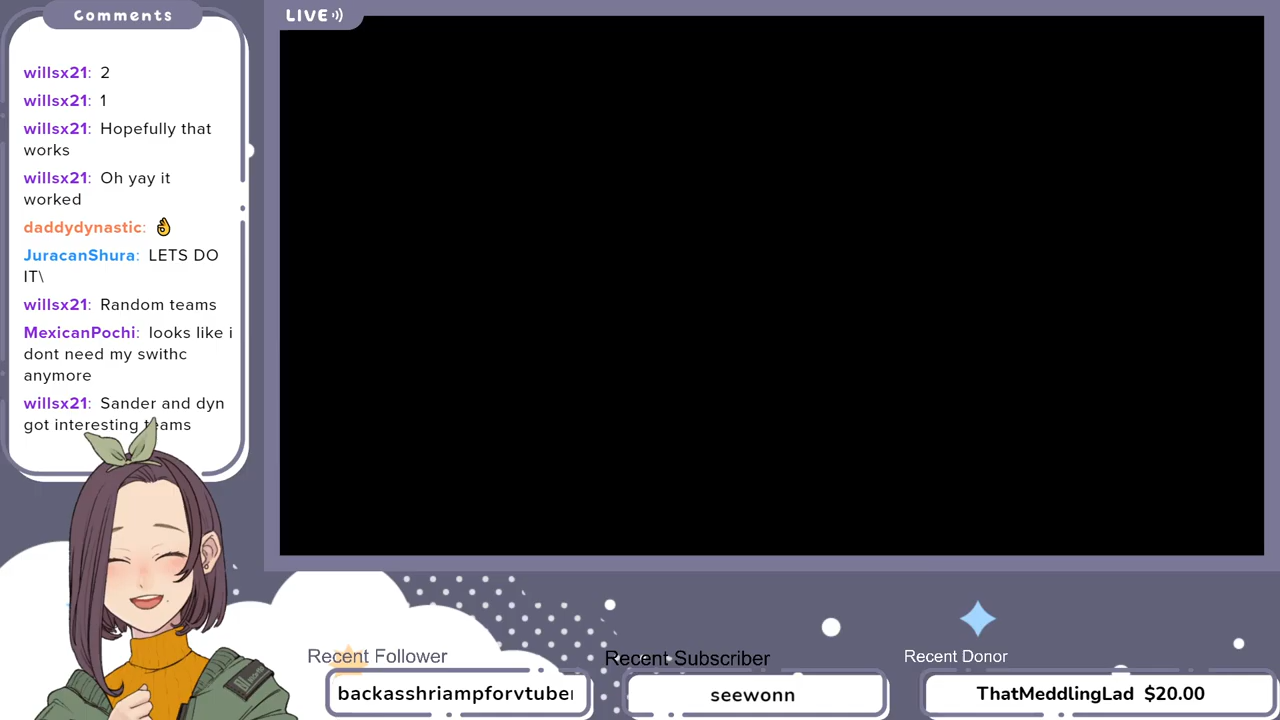 Comments
LIVE
willsx21: 2
willsx21: 1
willsx21: Hopefully that
works
willsx21: Oh yay it
worked
daddydynastic: 👌
JuracanShura: LETS DO
IT\
willsx21: Random teams
MexicanPochi: looks like i
dont need my swithc
anymore
willsx21: Sander and dyn
got interesting teams
Recent Follower
Recent Subscriber
Recent Donor
backasshriampforvtuber
seewonn
ThatMeddlingLad $20.00